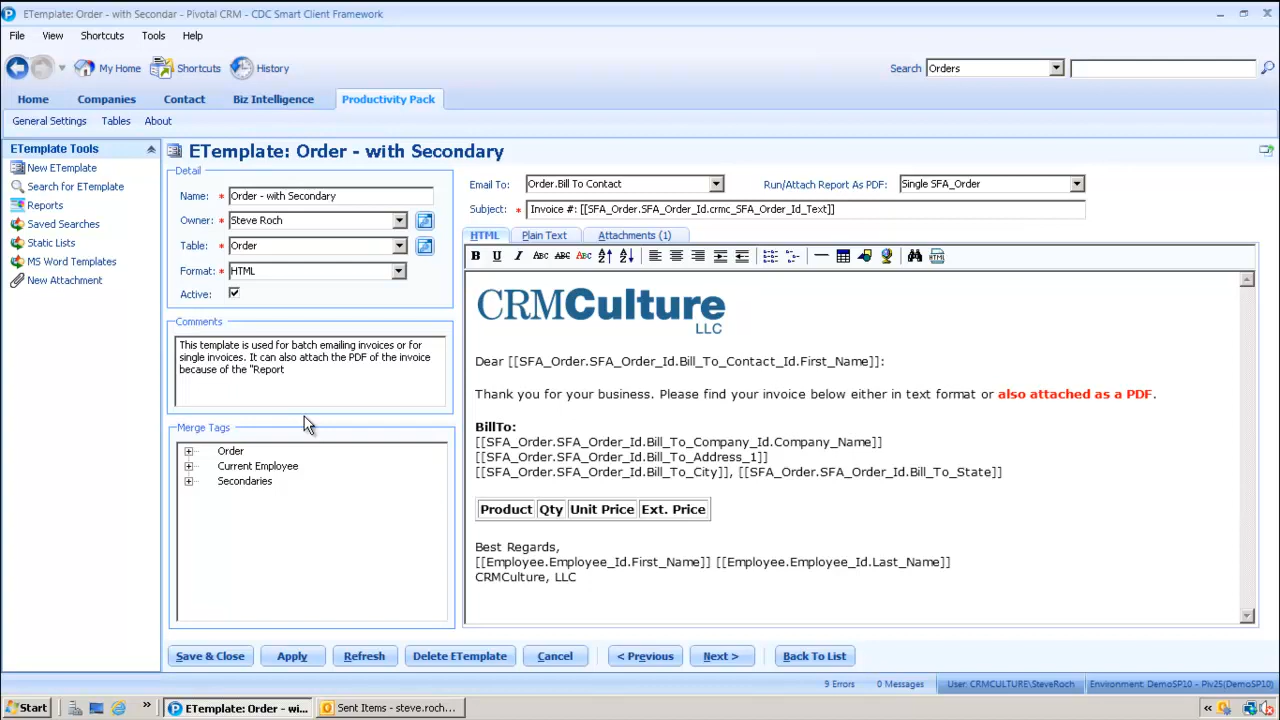 ETemplate: Order - with Secondar - Pivotal CRM - CDC Smart Client Framework
File View Shortcuts Tools Help
My Home Shortcuts History Search Orders
Home Companies Contact Biz Intelligence Productivity Pack
General Settings Tables About
ETemplate Tools
New ETemplate
Search for ETemplate
Reports
Saved Searches
Static Lists
MS Word Templates
New Attachment
ETemplate: Order - with Secondary
Detail
Name: * Order - with Secondary
Owner: * Steve Roch
Table: * Order
Format: * HTML
Active:
Comments
This template is used for batch emailing invoices or for
single invoices. It can also attach the PDF of the invoice
because of the "Report
Merge Tags
Order
Current Employee
Secondaries
Email To: Order.Bill To Contact Run/Attach Report As PDF: Single SFA_Order
Subject: * Invoice #: [[SFA_Order.SFA_Order_Id.crmc_SFA_Order_Id_Text]]
HTML Plain Text Attachments (1)
B U I ABC ABC ABC
CRMCulture
LLC
Dear [[SFA_Order.SFA_Order_Id.Bill_To_Contact_Id.First_Name]]:
Thank you for your business. Please find your invoice below either in text format or also attached as a PDF.
BillTo:
[[SFA_Order.SFA_Order_Id.Bill_To_Company_Id.Company_Name]]
[[SFA_Order.SFA_Order_Id.Bill_To_Address_1]]
[[SFA_Order.SFA_Order_Id.Bill_To_City]], [[SFA_Order.SFA_Order_Id.Bill_To_State]]
Product Qty Unit Price Ext. Price
Best Regards,
[[Employee.Employee_Id.First_Name]] [[Employee.Employee_Id.Last_Name]]
CRMCulture, LLC
Save & Close Apply Refresh Delete ETemplate Cancel < Previous Next > Back To List
9 Errors 0 Messages User: CRMCULTURE\SteveRoch Environment: DemoSP10 - Piv25(DemoSP10)
Start » ETemplate: Order - wi... Sent Items - steve.roch... «